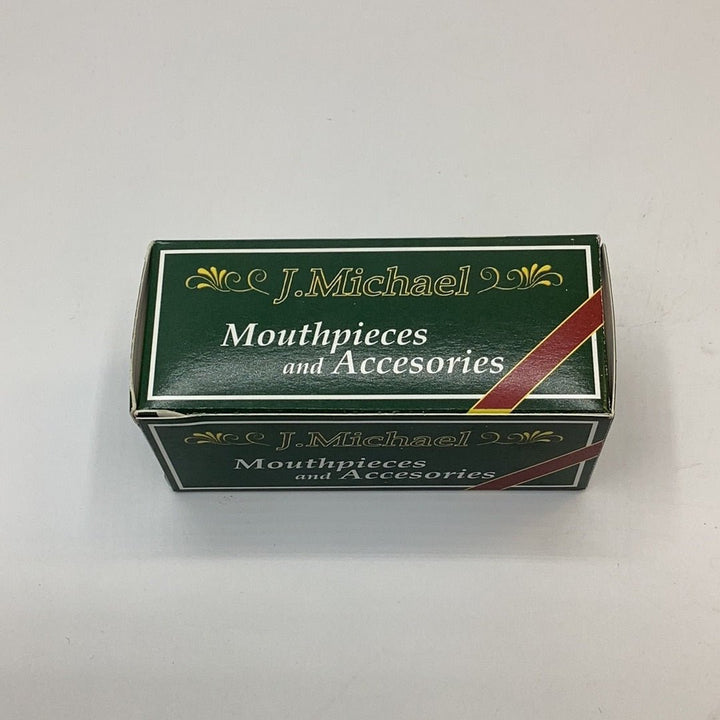 J.Michael
Mouthpieces
and Accesories
J.Michael
Mouthpieces
and Accesories